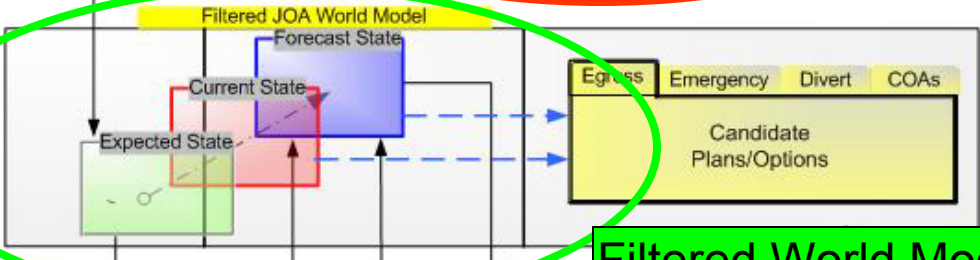 Filtered JOA World Model
Forecast State
Current State
Expected State
Egress
Emergency
Divert
COAs
Candidate
Plans/Options
Filtered World